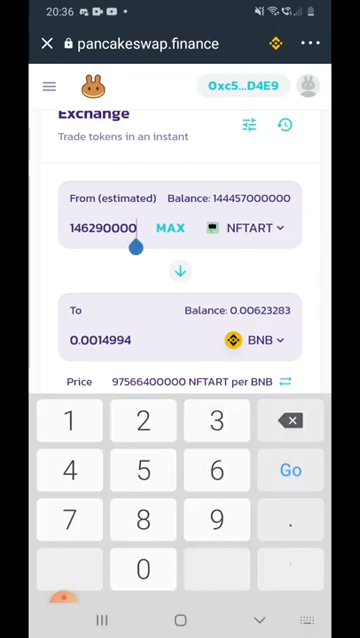 20:36
pancakeswap.finance
0xc5...D4E9
Exchange
Trade tokens in an instant
From (estimated) Balance: 144457000000
146290000 MAX NFTART
To Balance: 0.00623283
0.0014994 BNB
Price 97566400000 NFTART per BNB
1 2 3
4 5 6 Go
7 8 9 .
0